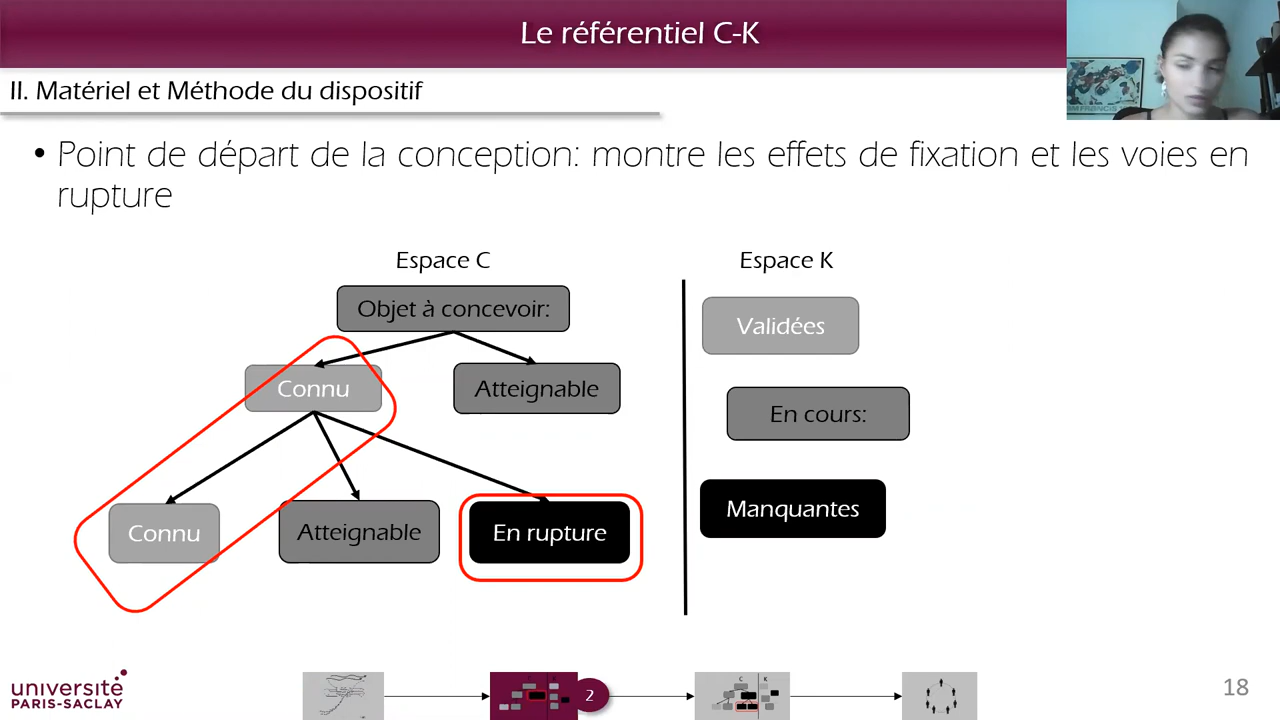 Le référentiel C-K
II. Matériel et Méthode du dispositif
• Point de départ de la conception: montre les effets de fixation et les voies en
rupture
Espace C
Espace K
Objet à concevoir:
Validées
Connu
Atteignable
En cours:
Connu
Atteignable
En rupture
Manquantes
université
PARIS-SACLAY
2
C
K
18